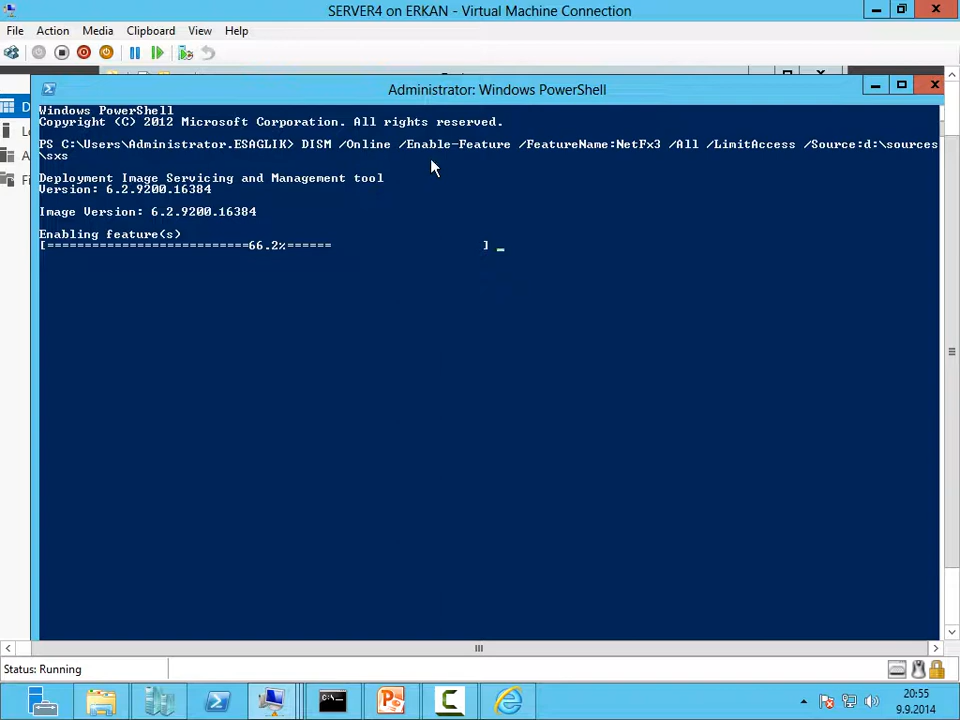 SERVER4 on ERKAN - Virtual Machine Connection
File Action Media Clipboard View Help
Administrator: Windows PowerShell
Windows PowerShell
Copyright (C) 2012 Microsoft Corporation. All rights reserved.
PS C:\Users\Administrator.ESAGLIK> DISM /Online /Enable-Feature /FeatureName:NetFx3 /All /LimitAccess /Source:d:\sources
\sxs
Deployment Image Servicing and Management tool
Version: 6.2.9200.16384
Image Version: 6.2.9200.16384
Enabling feature(s)
[===========================66.2%======                    ] _
Status: Running
20:55
9.9.2014